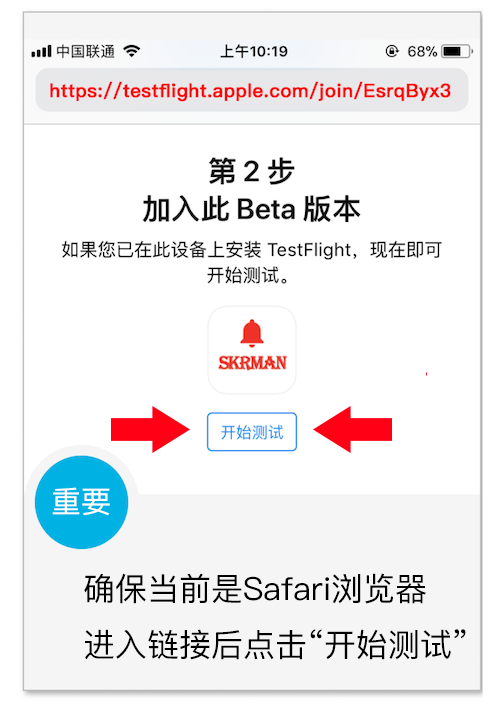 中国联通 上午10:19 68%
https://testflight.apple.com/join/EsrqByx3
第 2 步
加入此 Beta 版本
如果您已在此设备上安装 TestFlight，现在即可
开始测试。
SKRMAN
开始测试
重要
确保当前是Safari浏览器
进入链接后点击“开始测试”